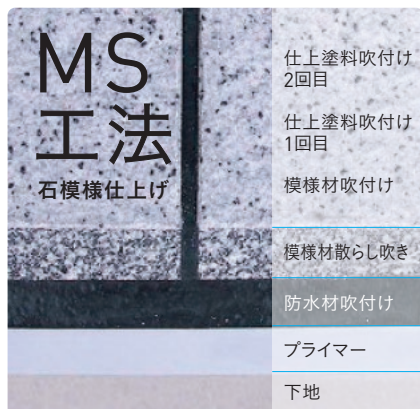 MS
工法
石模様仕上げ
仕上塗料吹付け
2回目
仕上塗料吹付け
1回目
模様材吹付け
模様材散らし吹き
防水材吹付け
プライマー
下地